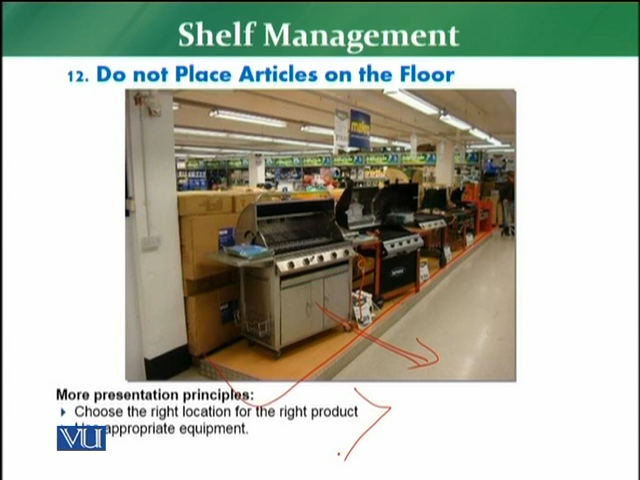 Shelf Management
12. Do not Place Articles on the Floor
makro
More presentation principles:
Choose the right location for the right product
appropriate equipment.
VU